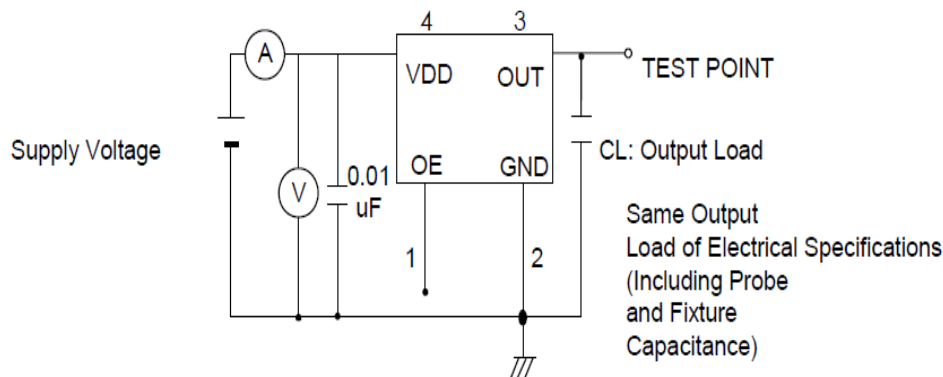 4
3
A
VDD
OUT
TEST POINT
Supply Voltage
V
0.01
uF
OE
GND
CL: Output Load
1
2
Same Output
Load of Electrical Specifications
(Including Probe
and Fixture
Capacitance)